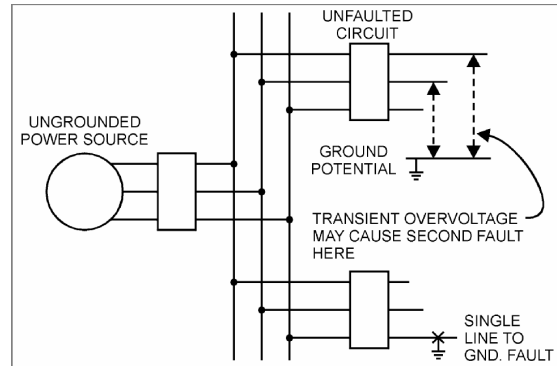 UNFAULTED
CIRCUIT
UNGROUNDED
POWER SOURCE
GROUND
POTENTIAL
TRANSIENT OVERVOLTAGE
MAY CAUSE SECOND FAULT
HERE
SINGLE
LINE TO
GND. FAULT